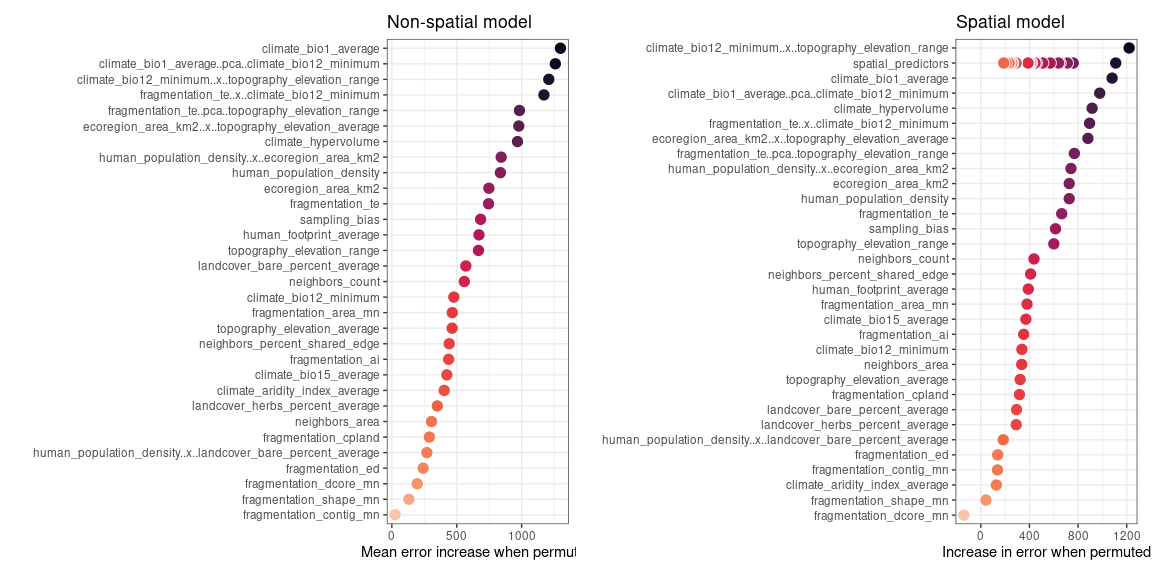 Non-spatial model
climate_bio1_average
climate_bio1_average..pca..climate_bio12_minimum
climate_bio12_minimum..x..topography_elevation_range
fragmentation_te..x..climate_bio12_minimum
fragmentation_te..pca..topography_elevation_range
ecoregion_area_km2..x..topography_elevation_average
climate_hypervolume
human_population_density..x..ecoregion_area_km2
human_population_density
ecoregion_area_km2
fragmentation_te
sampling_bias
human_footprint_average
topography_elevation_range
landcover_bare_percent_average
neighbors_count
climate_bio12_minimum
fragmentation_area_mn
topography_elevation_average
neighbors_percent_shared_edge
fragmentation_ai
climate_bio15_average
climate_aridity_index_average
landcover_herbs_percent_average
neighbors_area
fragmentation_cpland
human_population_density..x..landcover_bare_percent_average
fragmentation_ed
fragmentation_dcore_mn
fragmentation_shape_mn
fragmentation_contig_mn
0 500 1000
Mean error increase when permut
Spatial model
climate_bio12_minimum..x..topography_elevation_range
spatial_predictors
climate_bio1_average
climate_bio1_average..pca..climate_bio12_minimum
climate_hypervolume
fragmentation_te..x..climate_bio12_minimum
ecoregion_area_km2..x..topography_elevation_average
fragmentation_te..pca..topography_elevation_range
human_population_density..x..ecoregion_area_km2
ecoregion_area_km2
human_population_density
fragmentation_te
sampling_bias
topography_elevation_range
neighbors_count
neighbors_percent_shared_edge
human_footprint_average
fragmentation_area_mn
climate_bio15_average
fragmentation_ai
climate_bio12_minimum
neighbors_area
topography_elevation_average
fragmentation_cpland
landcover_bare_percent_average
landcover_herbs_percent_average
human_population_density..x..landcover_bare_percent_average
fragmentation_ed
fragmentation_contig_mn
climate_aridity_index_average
fragmentation_shape_mn
fragmentation_dcore_mn
0 400 800 1200
Increase in error when permuted